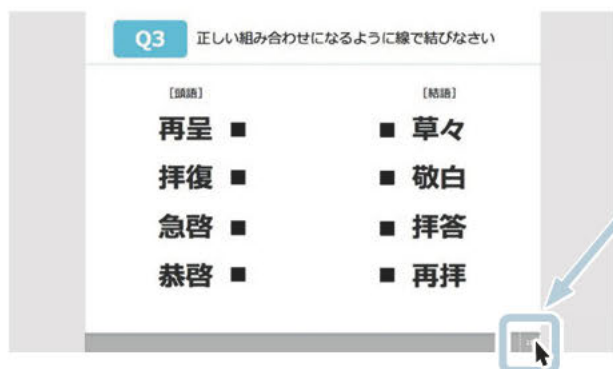 Q3 正しい組み合わせになるように線で結びなさい
［頭語］ ［結語］
再呈 ■ ■ 草々
拝復 ■ ■ 敬白
急啓 ■ ■ 拝答
恭啓 ■ ■ 再拝